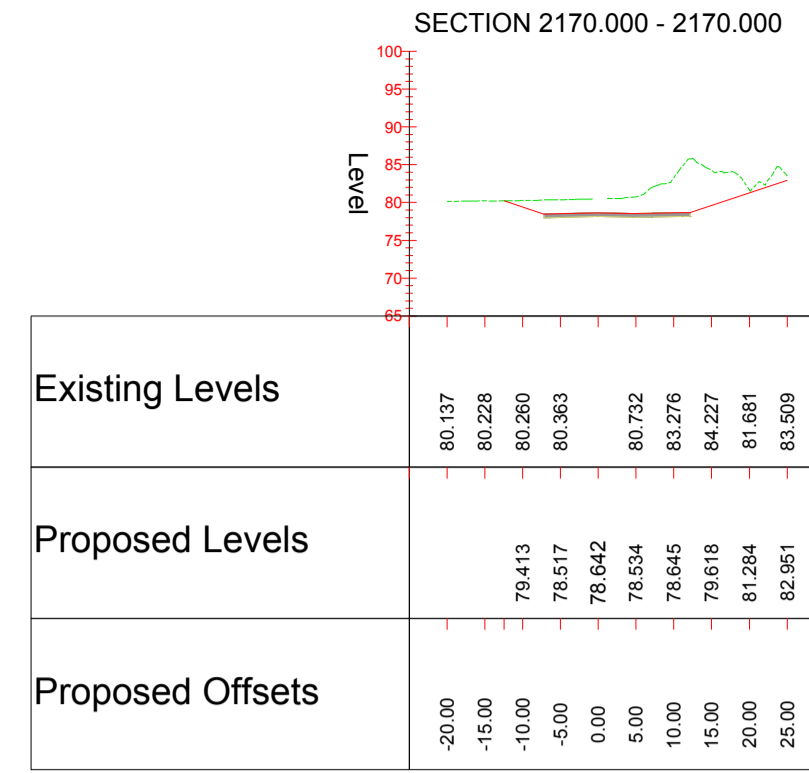 SECTION 2170.000 - 2170.000
100
95
90
85
80
75
70
65
Level
Existing Levels
80.137 80.228 80.260 80.363 80.732 83.276 84.227 81.681 83.509
Proposed Levels
79.413 78.517 78.642 78.534 78.645 79.618 81.284 82.951
Proposed Offsets
-20.00 -15.00 -10.00 -5.00 0.00 5.00 10.00 15.00 20.00 25.00